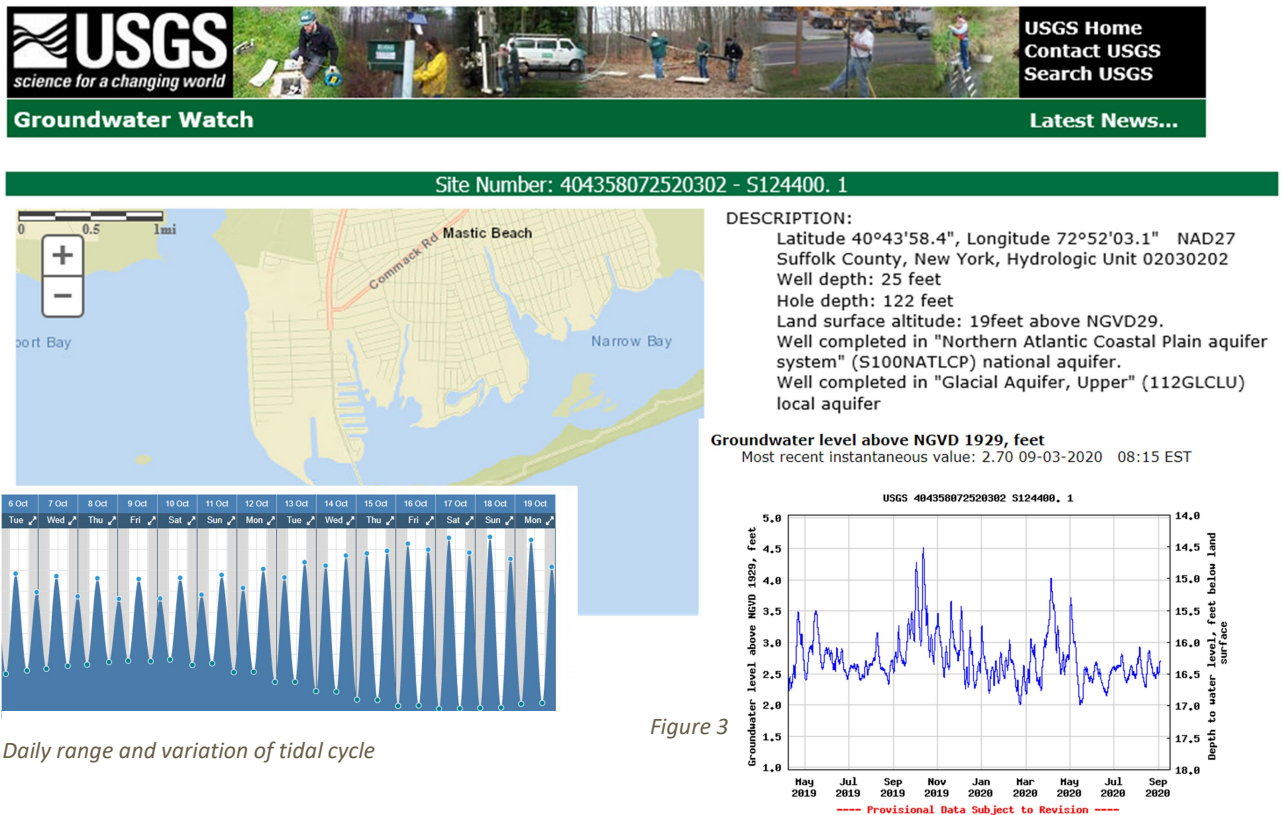 USGS
science for a changing world
USGS Home
Contact USGS
Search USGS
Groundwater Watch
Latest News...
Site Number: 404358072520302 - S124400. 1
0 0.5 1mi
+
−
Mastic Beach
Commack Rd
port Bay
Narrow Bay
DESCRIPTION:
Latitude 40°43'58.4", Longitude 72°52'03.1" NAD27
Suffolk County, New York, Hydrologic Unit 02030202
Well depth: 25 feet
Hole depth: 122 feet
Land surface altitude: 19feet above NGVD29.
Well completed in "Northern Atlantic Coastal Plain aquifer
system" (S100NATLCP) national aquifer.
Well completed in "Glacial Aquifer, Upper" (112GLCLU)
local aquifer
Groundwater level above NGVD 1929, feet
Most recent instantaneous value: 2.70 09-03-2020 08:15 EST
6 Oct 7 Oct 8 Oct 9 Oct 10 Oct 11 Oct 12 Oct 13 Oct 14 Oct 15 Oct 16 Oct 17 Oct 18 Oct 19 Oct
Tue Wed Thu Fri Sat Sun Mon Tue Wed Thu Fri Sat Sun Mon
Figure 3
Daily range and variation of tidal cycle
USGS 404358072520302 S124400. 1
Groundwater level above NGVD 1929, feet
5.0
4.5
4.0
3.5
3.0
2.5
2.0
1.5
1.0
14.0
14.5
15.0
15.5
16.0
16.5
17.0
17.5
18.0
Depth to water level, feet below land
surface
May Jul Sep Nov Jan Mar May Jul Sep
2019 2019 2019 2019 2020 2020 2020 2020 2020
---- Provisional Data Subject to Revision ----